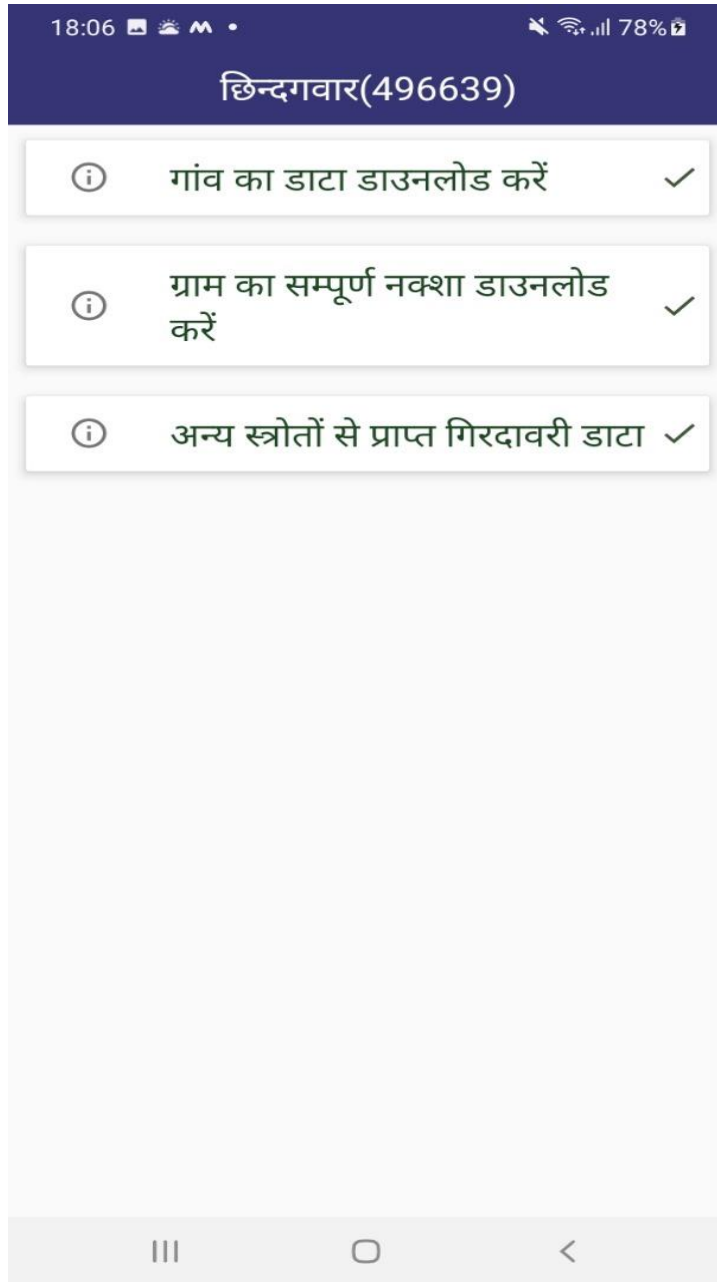 18:06
78%
छिन्दगवार(496639)
गांव का डाटा डाउनलोड करें
ग्राम का सम्पूर्ण नक्शा डाउनलोड
करें
अन्य स्त्रोतों से प्राप्त गिरदावरी डाटा